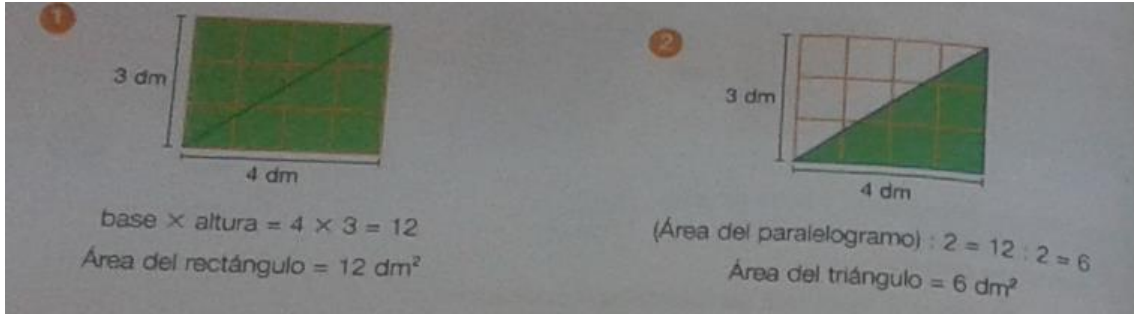 1
3 dm
4 dm
base × altura = 4 × 3 = 12
Área del rectángulo = 12 dm²
2
3 dm
4 dm
(Área del paralelogramo) : 2 = 12 : 2 = 6
Área del triángulo = 6 dm²